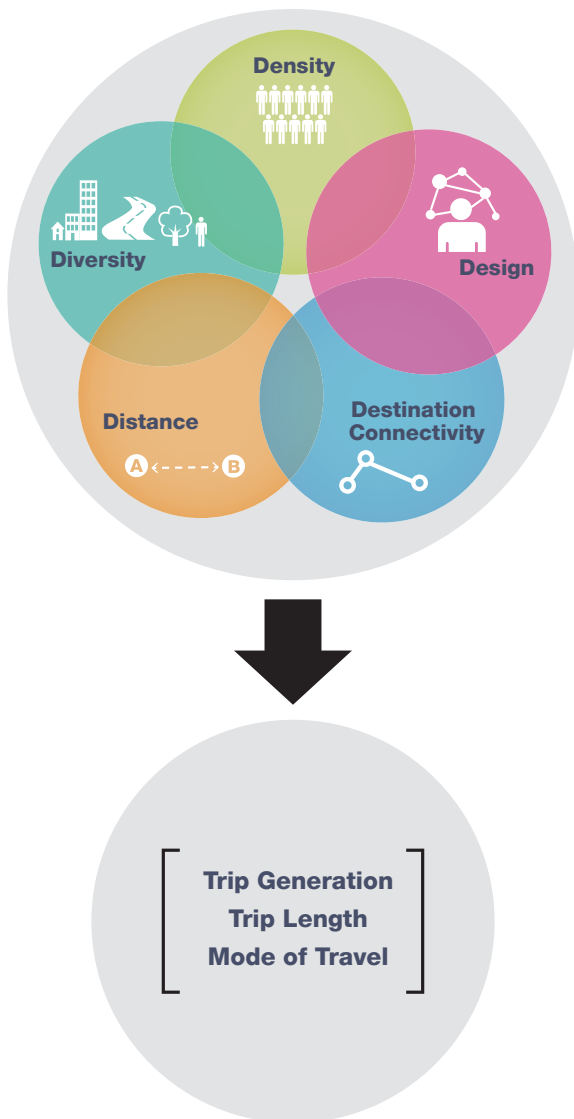 Density
Diversity
Design
Distance
A
B
Destination
Connectivity
Trip Generation
Trip Length
Mode of Travel